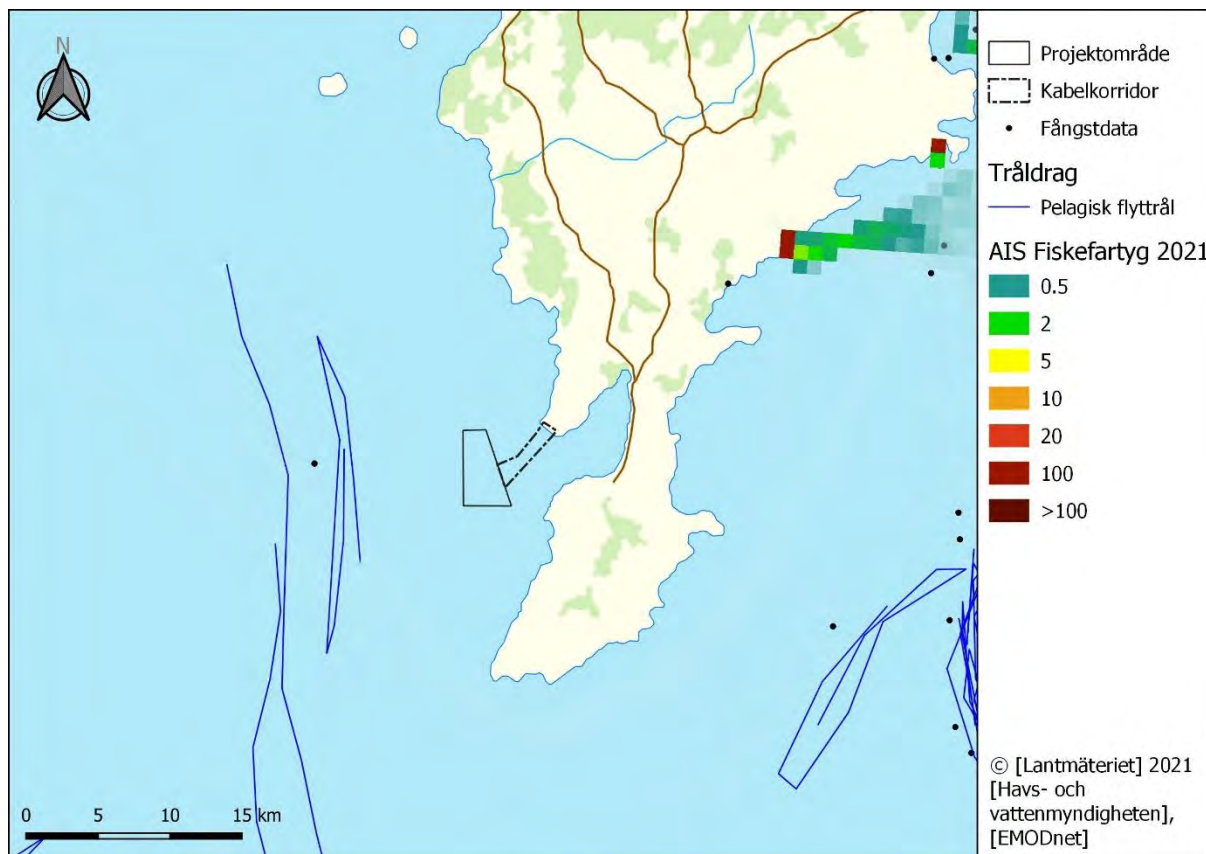 N
Projektområde
Kabelkorridor
Fångstdata
Tråldrag
Pelagisk flyttrål
AIS Fiskefartyg 2021
0.5
2
5
10
20
100
>100
0 5 10 15 km
© [Lantmäteriet] 2021
[Havs- och
vattenmyndigheten],
[EMODnet]